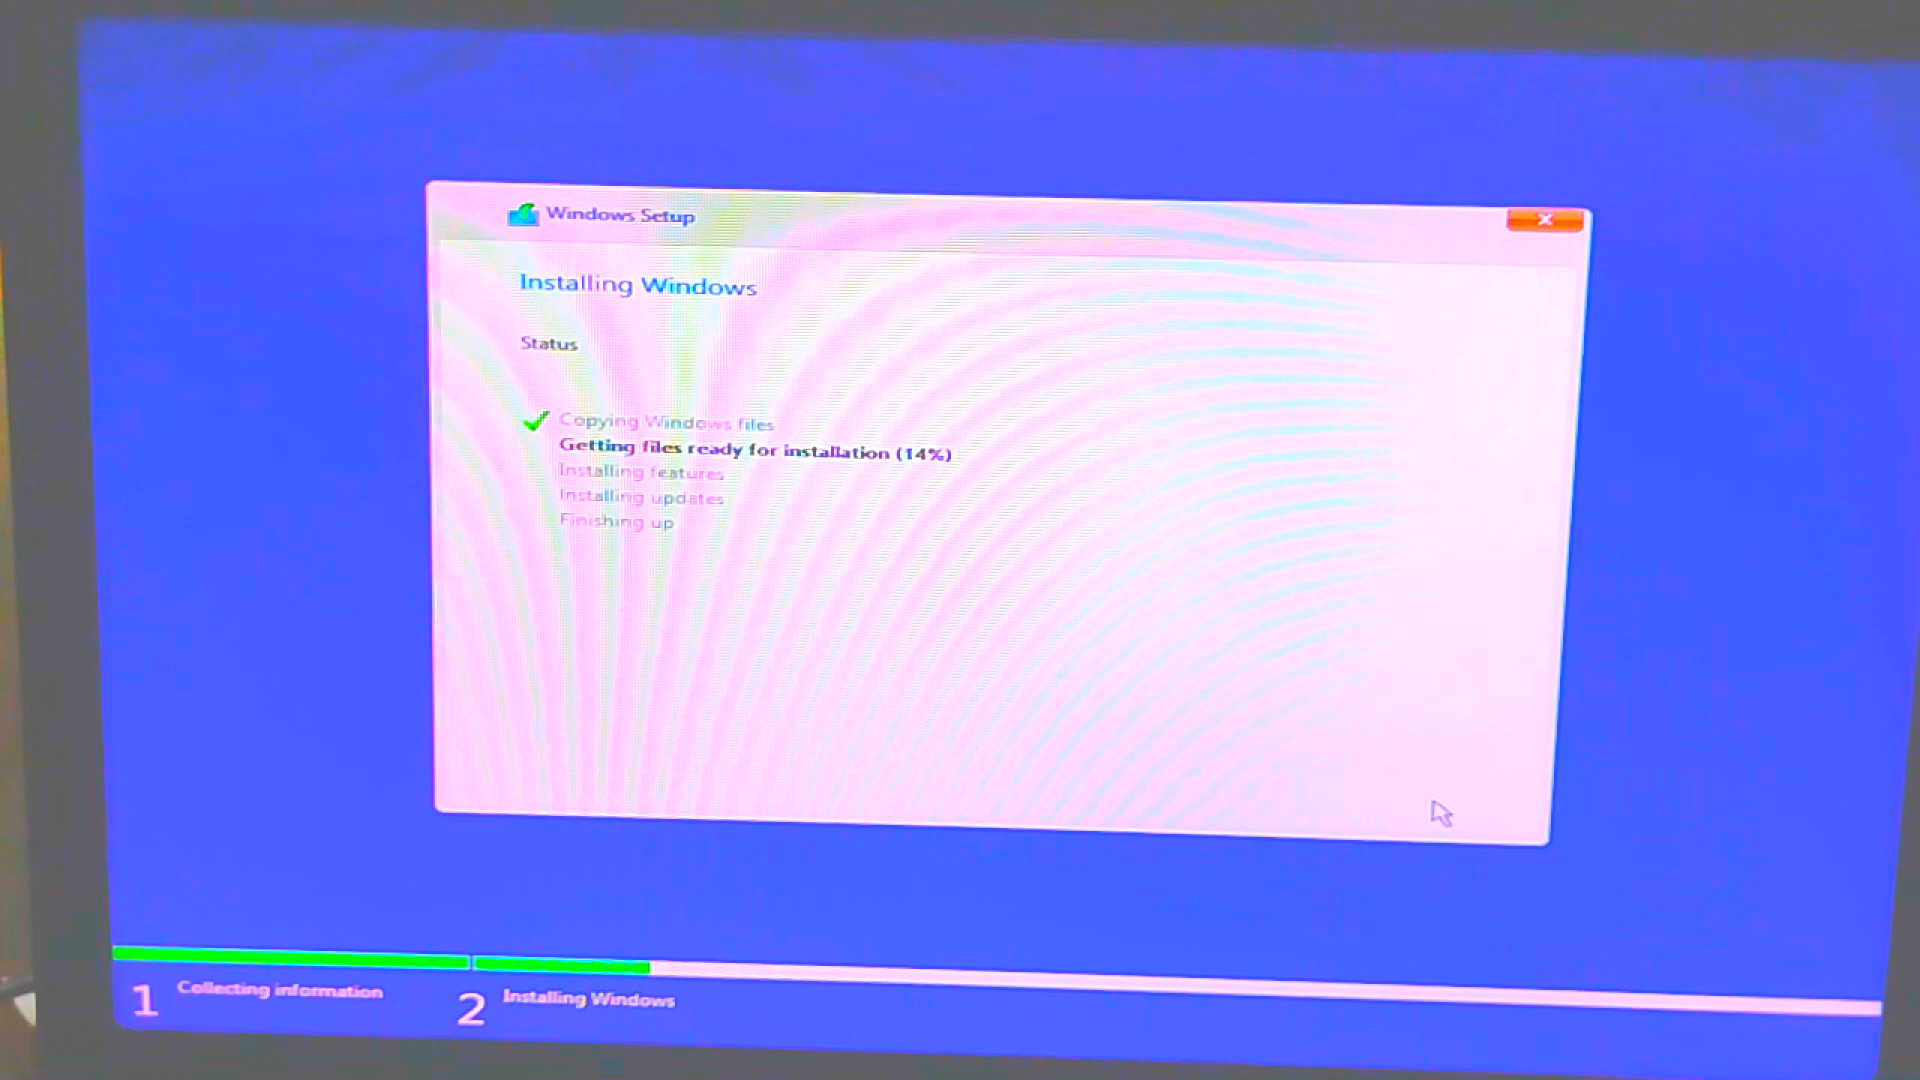 Windows Setup
Installing Windows
Status
Copying Windows files
Getting files ready for installation (14%)
Installing features
Installing updates
Finishing up
1 Collecting information
2 Installing Windows